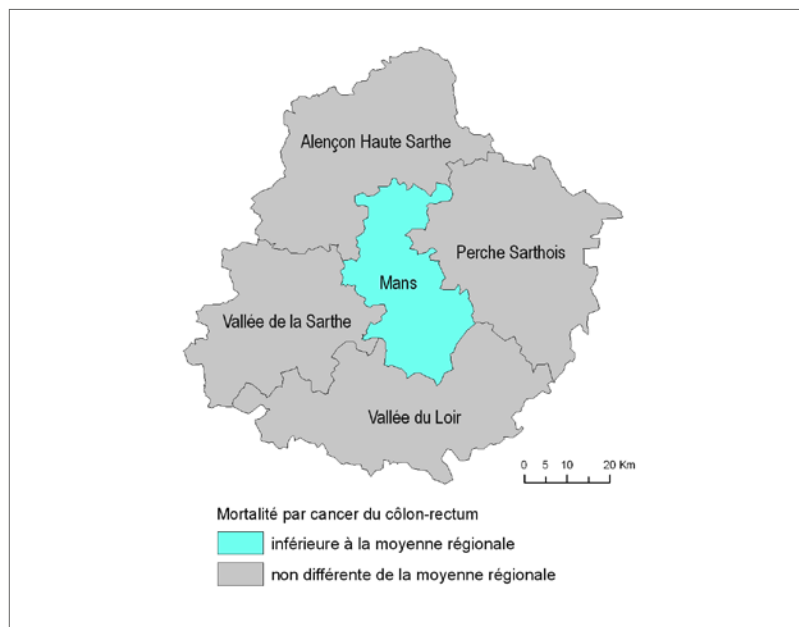 Alençon Haute Sarthe
Perche Sarthois
Mans
Vallée de la Sarthe
Vallée du Loir
0 5 10 20 Km
Mortalité par cancer du côlon-rectum
inférieure à la moyenne régionale
non différente de la moyenne régionale